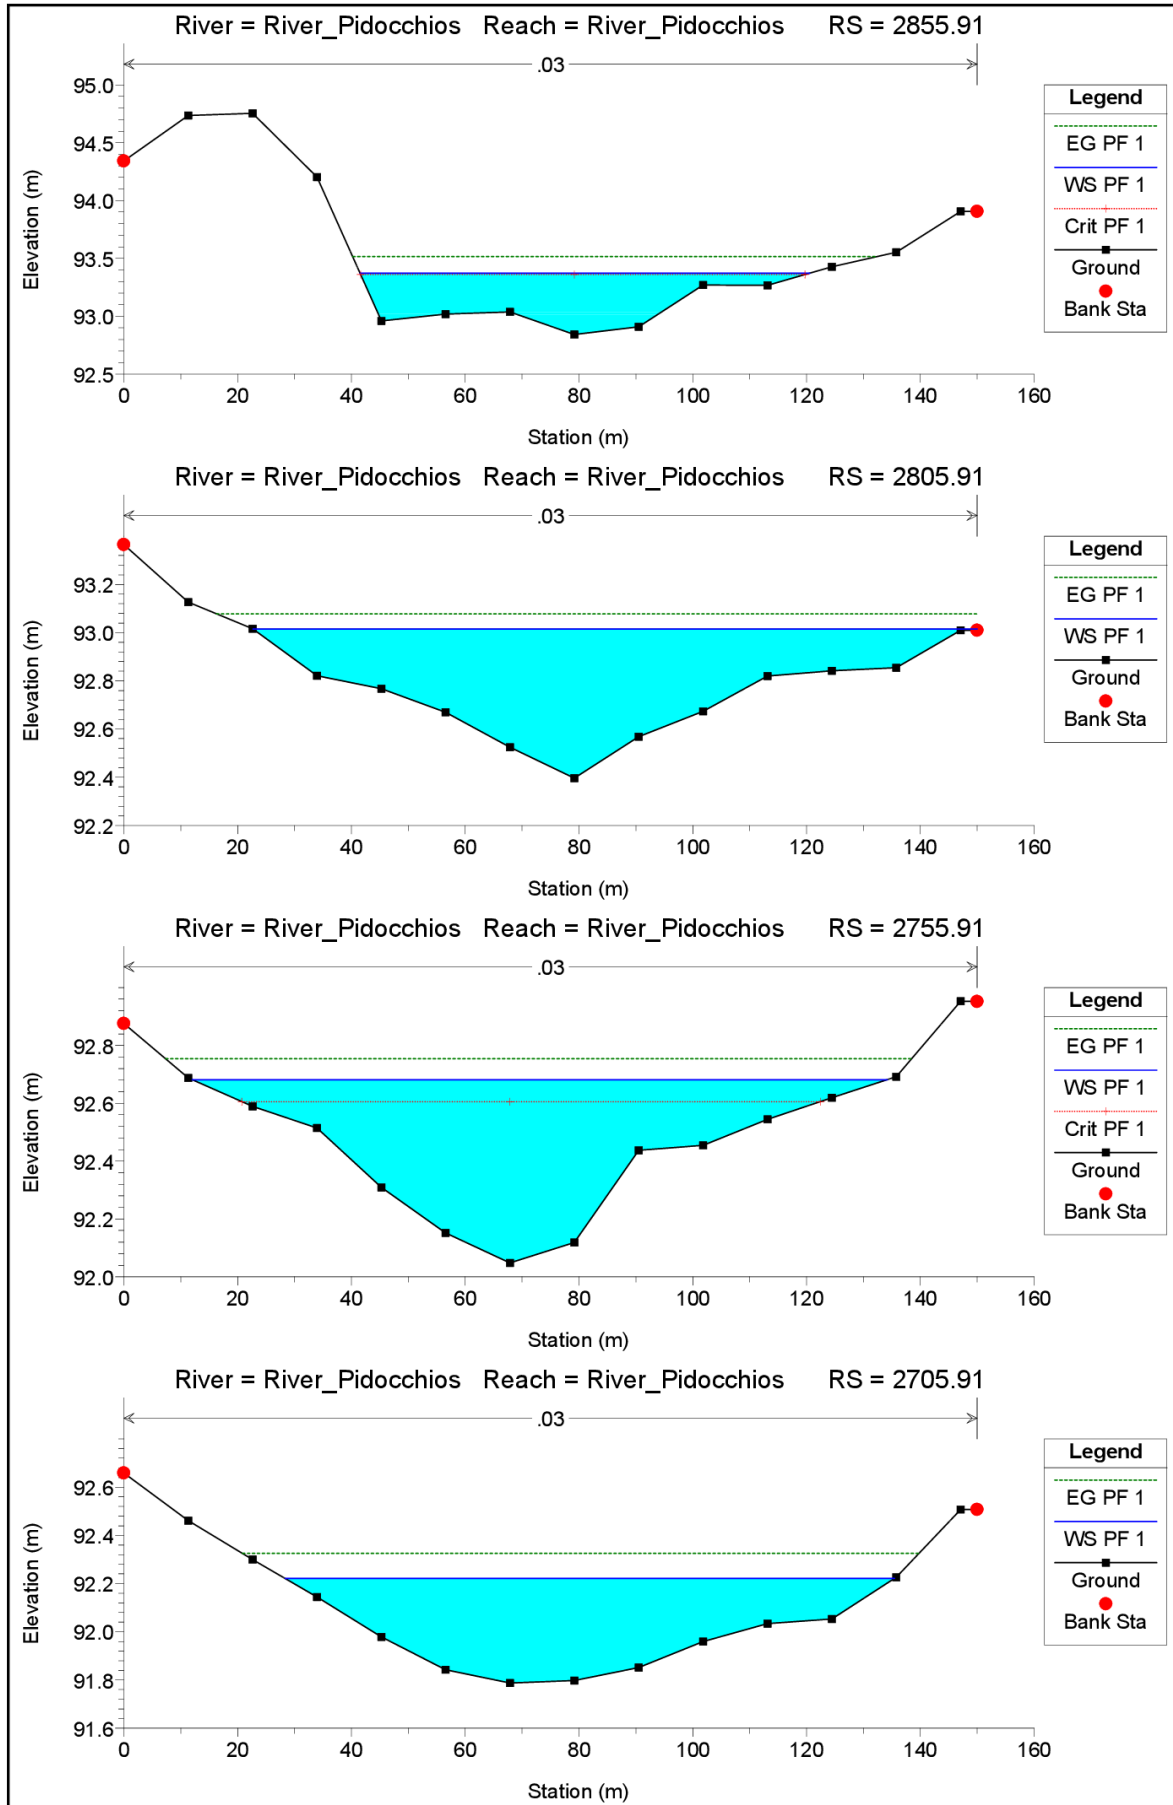 River = River_Pidocchios Reach = River_Pidocchios RS = 2855.91
.03
95.0
94.5
94.0
93.5
93.0
92.5
Elevation (m)
0 20 40 60 80 100 120 140 160
Station (m)
Legend
EG PF 1
WS PF 1
Crit PF 1
Ground
Bank Sta
River = River_Pidocchios Reach = River_Pidocchios RS = 2805.91
.03
93.2
93.0
92.8
92.6
92.4
92.2
Elevation (m)
0 20 40 60 80 100 120 140 160
Station (m)
Legend
EG PF 1
WS PF 1
Ground
Bank Sta
River = River_Pidocchios Reach = River_Pidocchios RS = 2755.91
.03
92.8
92.6
92.4
92.2
92.0
Elevation (m)
0 20 40 60 80 100 120 140 160
Station (m)
Legend
EG PF 1
WS PF 1
Crit PF 1
Ground
Bank Sta
River = River_Pidocchios Reach = River_Pidocchios RS = 2705.91
.03
92.6
92.4
92.2
92.0
91.8
91.6
Elevation (m)
0 20 40 60 80 100 120 140 160
Station (m)
Legend
EG PF 1
WS PF 1
Ground
Bank Sta